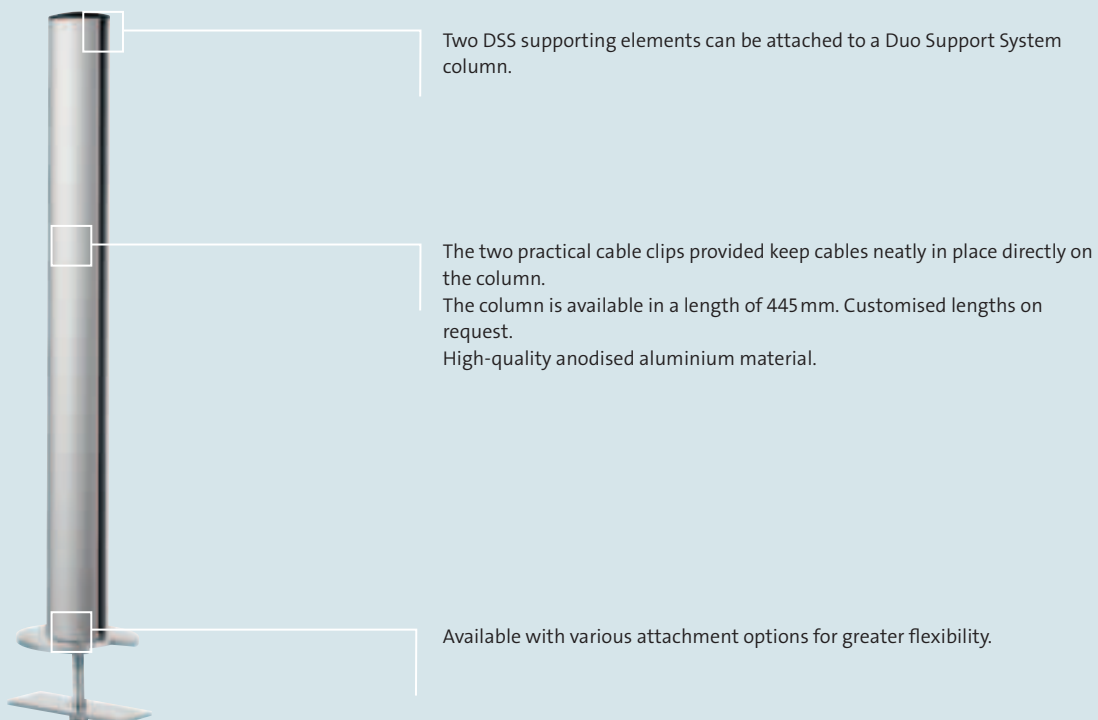 Two DSS supporting elements can be attached to a Duo Support System
column.
The two practical cable clips provided keep cables neatly in place directly on
the column.
The column is available in a length of 445 mm. Customised lengths on
request.
High-quality anodised aluminium material.
Available with various attachment options for greater flexibility.